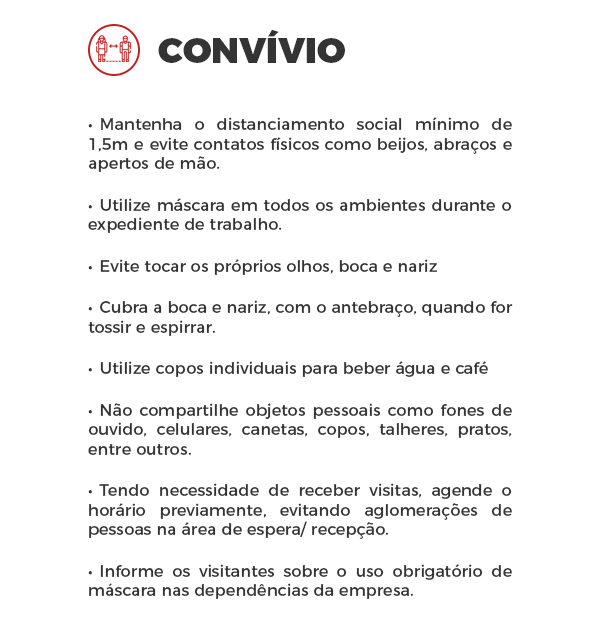 CONVÍVIO
• Mantenha o distanciamento social mínimo de
1,5m e evite contatos físicos como beijos, abraços e
apertos de mão.
• Utilize máscara em todos os ambientes durante o
expediente de trabalho.
• Evite tocar os próprios olhos, boca e nariz
• Cubra a boca e nariz, com o antebraço, quando for
tossir e espirrar.
• Utilize copos individuais para beber água e café
• Não compartilhe objetos pessoais como fones de
ouvido, celulares, canetas, copos, talheres, pratos,
entre outros.
• Tendo necessidade de receber visitas, agende o
horário previamente, evitando aglomerações de
pessoas na área de espera/ recepção.
• Informe os visitantes sobre o uso obrigatório de
máscara nas dependências da empresa.